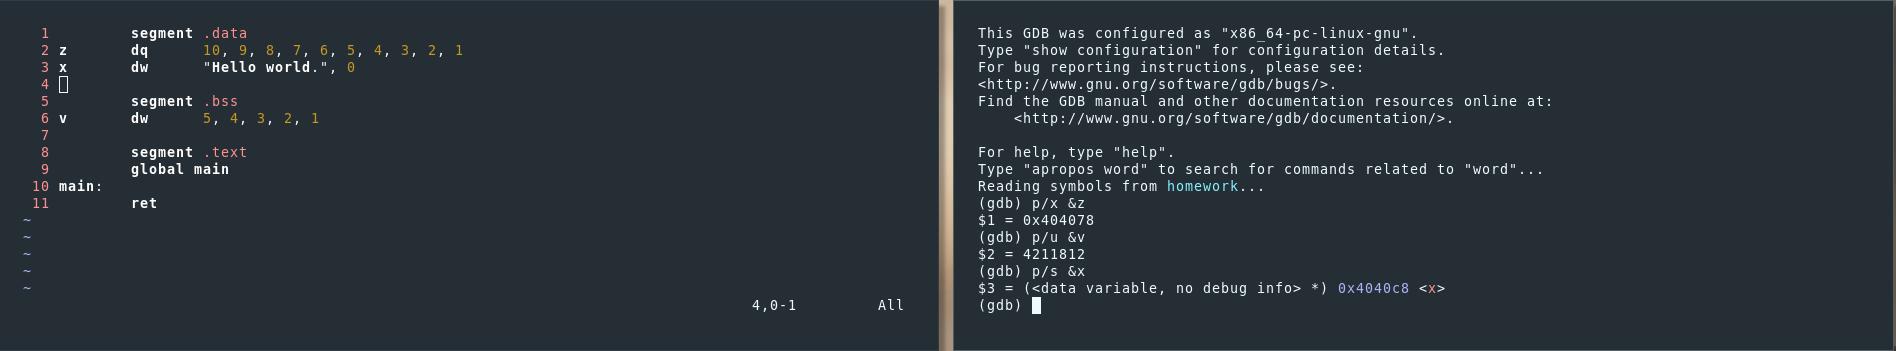 1 segment .data
2 z dq 10, 9, 8, 7, 6, 5, 4, 3, 2, 1
3 x dw "Hello world.", 0
4
5 segment .bss
6 v dw 5, 4, 3, 2, 1
7
8 segment .text
9 global main
10 main:
11 ret
~
~
~
~
~
4,0-1 All
This GDB was configured as "x86_64-pc-linux-gnu".
Type "show configuration" for configuration details.
For bug reporting instructions, please see:
<http://www.gnu.org/software/gdb/bugs/>.
Find the GDB manual and other documentation resources online at:
<http://www.gnu.org/software/gdb/documentation/>.
For help, type "help".
Type "apropos word" to search for commands related to "word"...
Reading symbols from homework...
(gdb) p/x &z
$1 = 0x404078
(gdb) p/u &v
$2 = 4211812
(gdb) p/s &x
$3 = (<data variable, no debug info> *) 0x4040c8 <x>
(gdb)